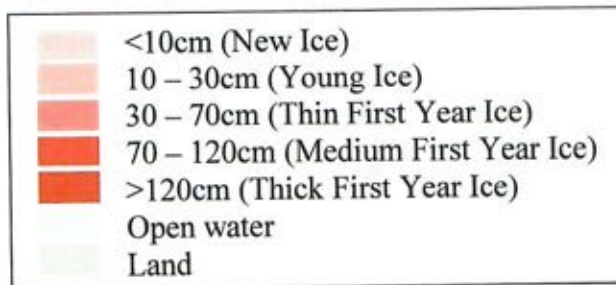 <10cm (New Ice)
10 – 30cm (Young Ice)
30 – 70cm (Thin First Year Ice)
70 – 120cm (Medium First Year Ice)
>120cm (Thick First Year Ice)
Open water
Land